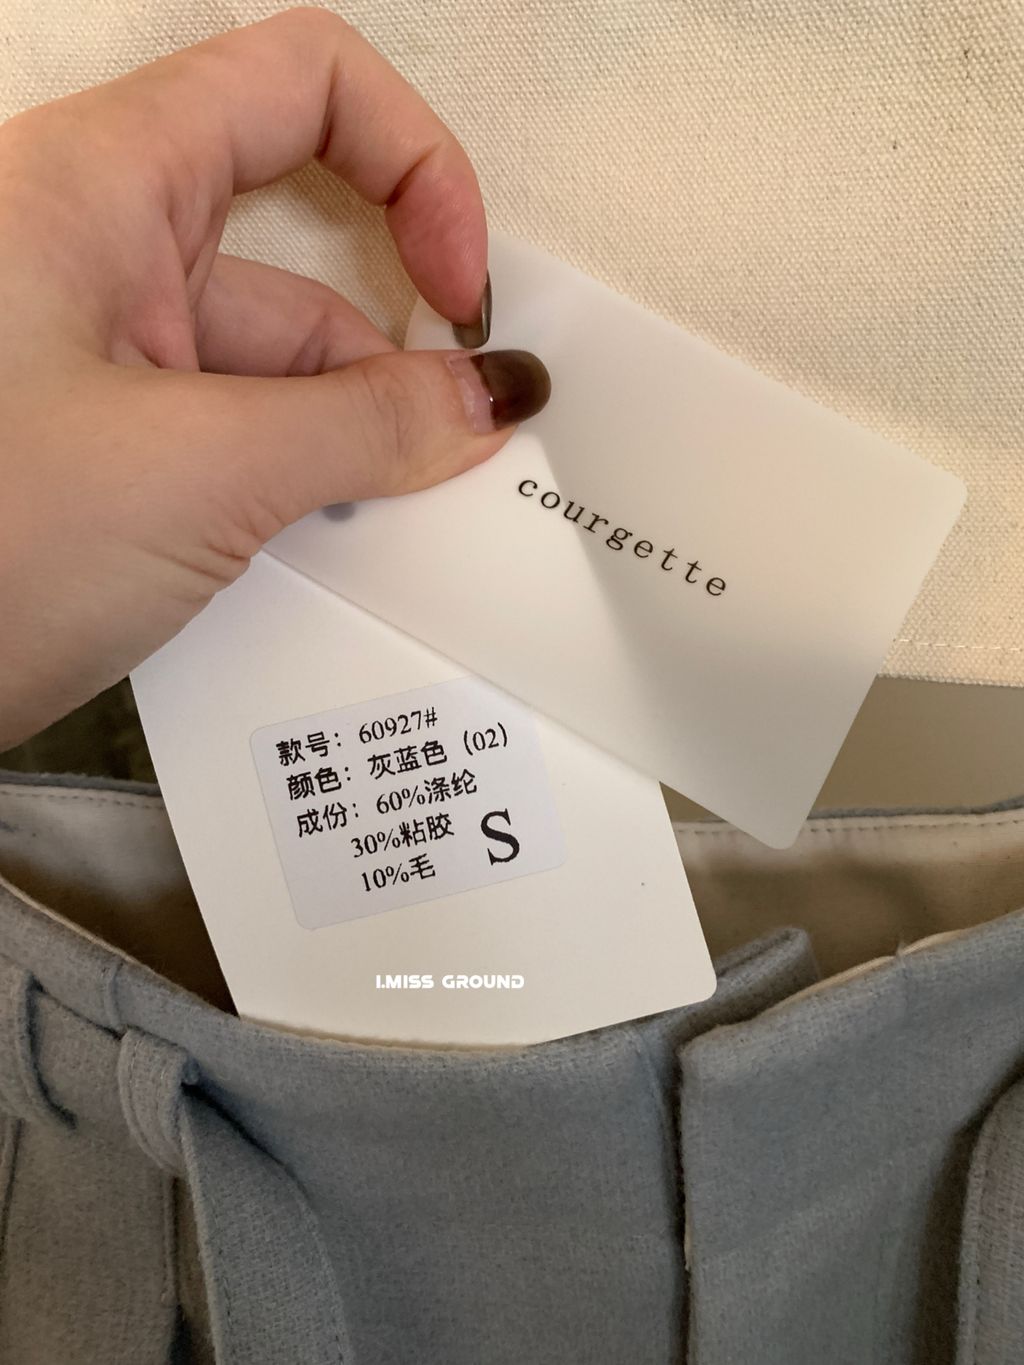 courgette
款号：60927#
颜色：灰蓝色（02）
成份：60%涤纶
30%粘胶
10%毛
S
I.MISS GROUND